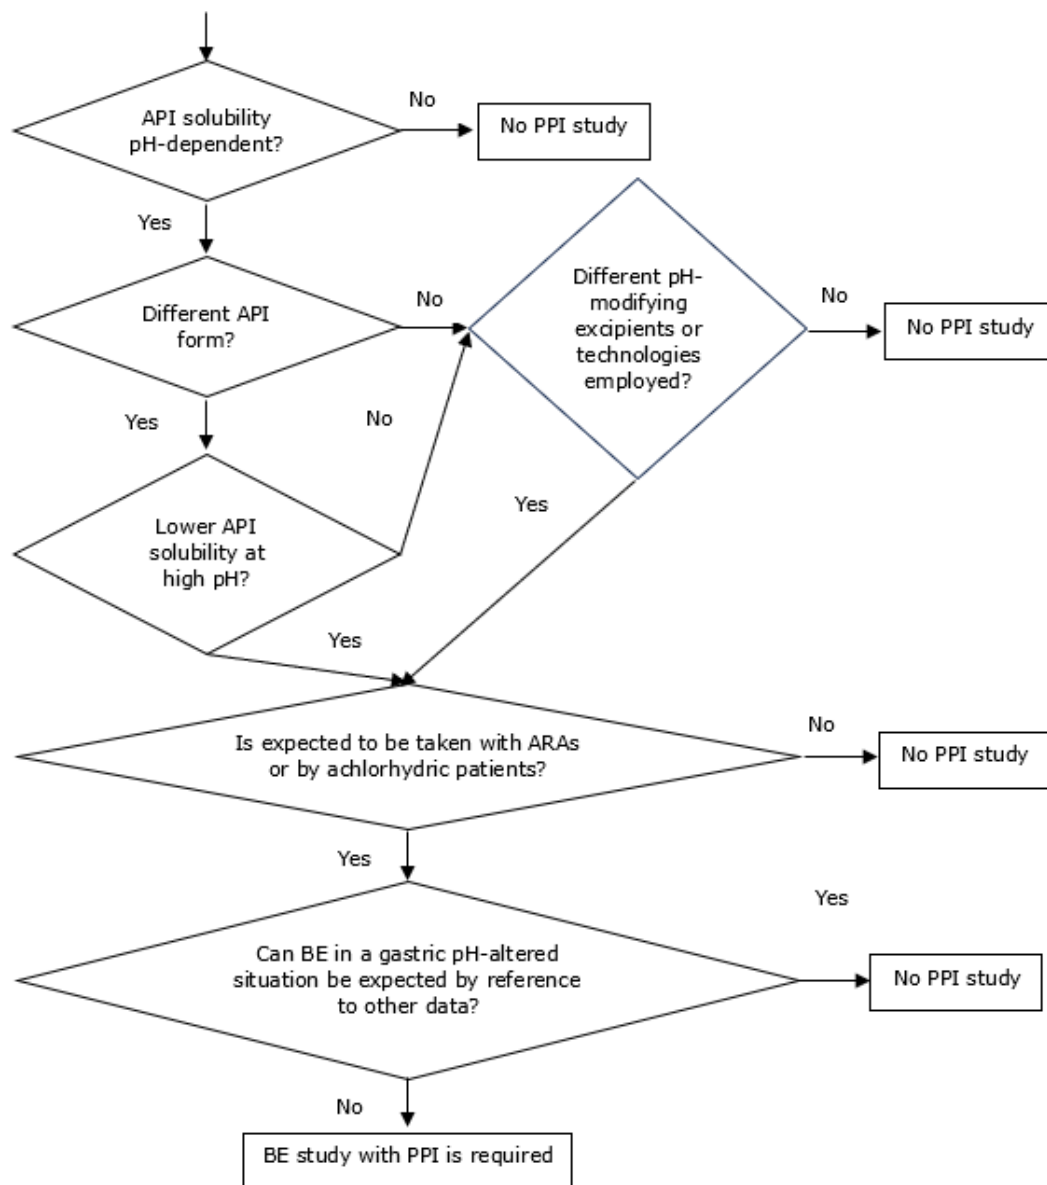 No
API solubility
pH-dependent?
No PPI study
Yes
Different API
form?
No
Different pH-
modifying
excipients or
technologies
employed?
No
No PPI study
Yes
No
Lower API
solubility at
high pH?
Yes
Yes
Is expected to be taken with ARAs
or by achlorhydric patients?
No
No PPI study
Yes
Yes
Can BE in a gastric pH-altered
situation be expected by reference
to other data?
No PPI study
No
BE study with PPI is required